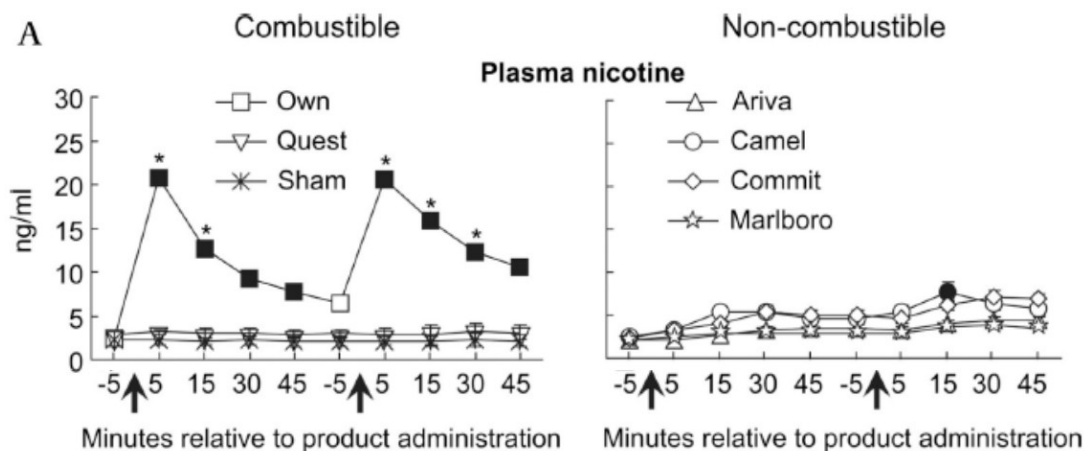 A
Combustible
Non-combustible
Plasma nicotine
Own
Quest
Sham
Ariva
Camel
Commit
Marlboro
ng/ml
30
25
20
15
10
5
0
* * * * *
-5 5 15 30 45 -5 5 15 30 45
-5 5 15 30 45 -5 5 15 30 45
Minutes relative to product administration
Minutes relative to product administration